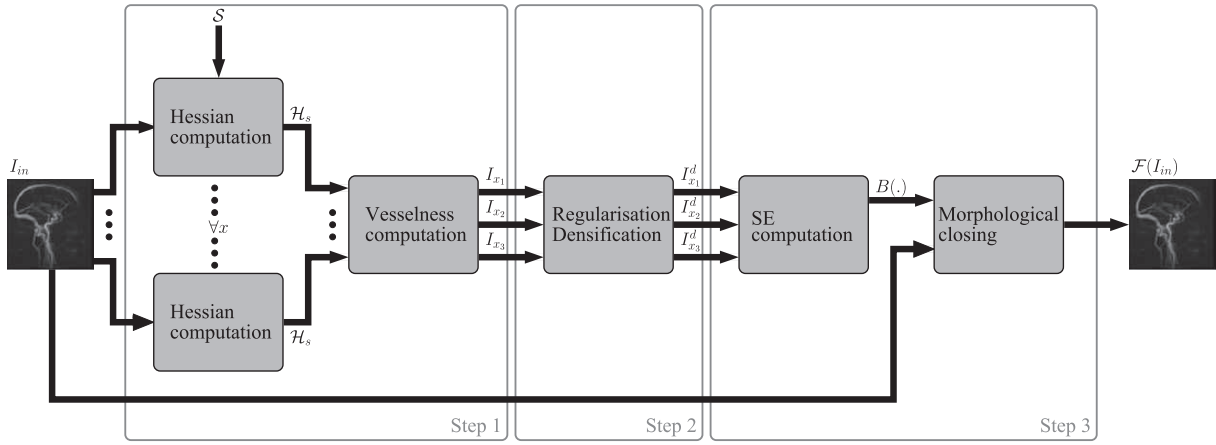 S
Hessian
computation
H_s
I_in
∀x
Hessian
computation
H_s
Vesselness
computation
I_x₁
I_x₂
I_x₃
Step 1
Regularisation
Densification
I^d_x₁
I^d_x₂
I^d_x₃
Step 2
SE
computation
B(.)
Morphological
closing
F(I_in)
Step 3